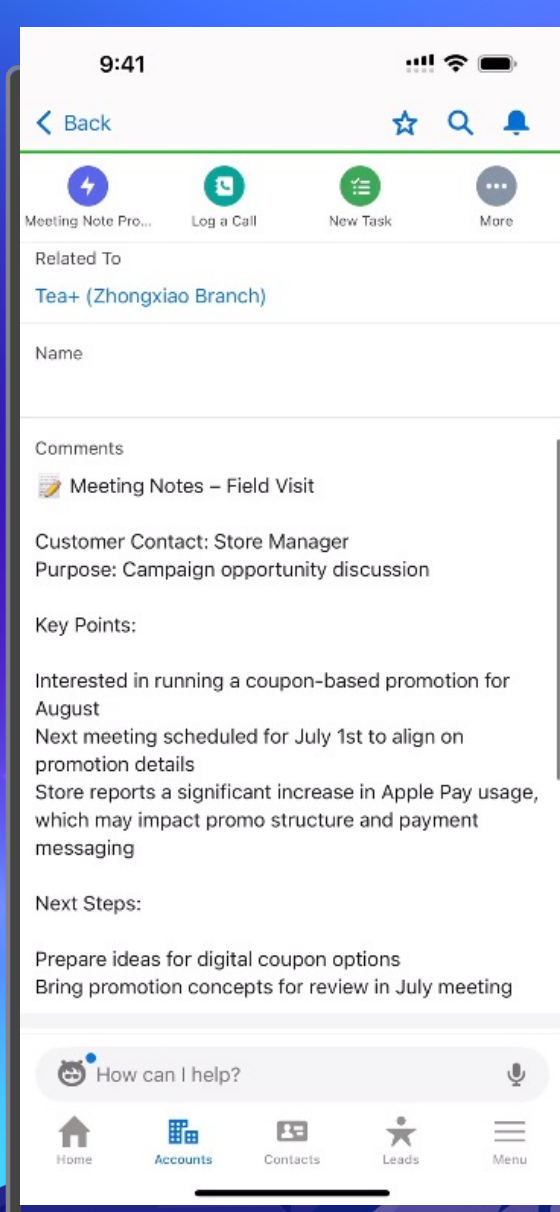 9:41
Back
Meeting Note Pro...
Log a Call
New Task
More
Related To
Tea+ (Zhongxiao Branch)
Name
Comments
📝 Meeting Notes – Field Visit
Customer Contact: Store Manager
Purpose: Campaign opportunity discussion
Key Points:
Interested in running a coupon-based promotion for
August
Next meeting scheduled for July 1st to align on
promotion details
Store reports a significant increase in Apple Pay usage,
which may impact promo structure and payment
messaging
Next Steps:
Prepare ideas for digital coupon options
Bring promotion concepts for review in July meeting
How can I help?
Home
Accounts
Contacts
Leads
Menu